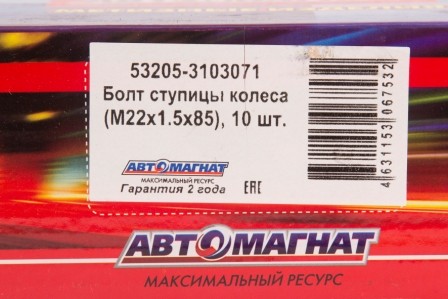 53205-3103071
Болт ступицы колеса
(М22х1.5х85), 10 шт.
АВТОМАГНАТ
МАКСИМАЛЬНЫЙ РЕСУРС
Гарантия 2 года
EAC
4631153067532
АВТОМАГНАТ
МАКСИМАЛЬНЫЙ РЕСУРС